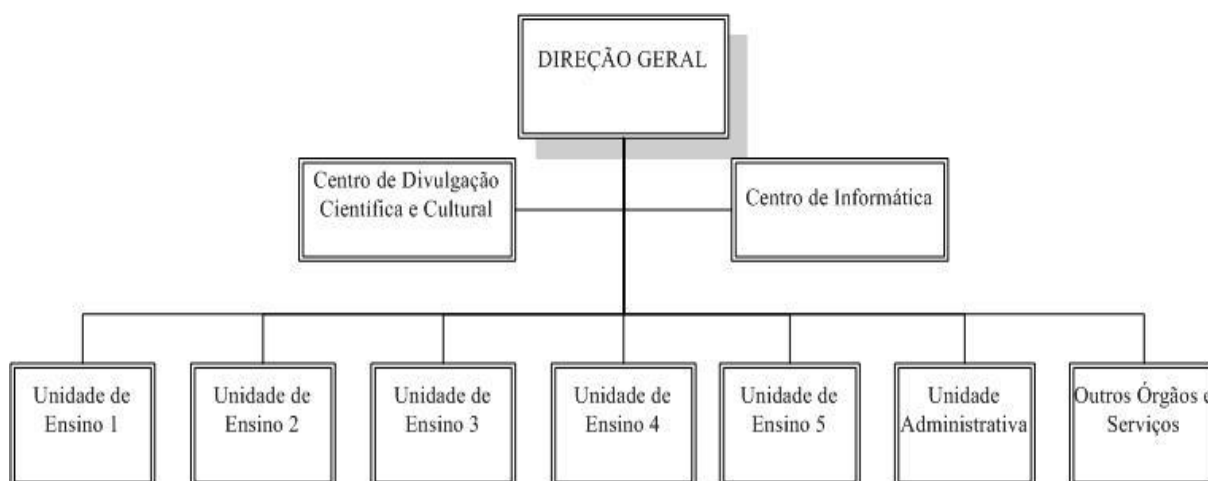 DIREÇÃO GERAL
Centro de Divulgação
Científica e Cultural
Centro de Informática
Unidade de
Ensino 1
Unidade de
Ensino 2
Unidade de
Ensino 3
Unidade de
Ensino 4
Unidade de
Ensino 5
Unidade
Administrativa
Outros Órgãos e
Serviços